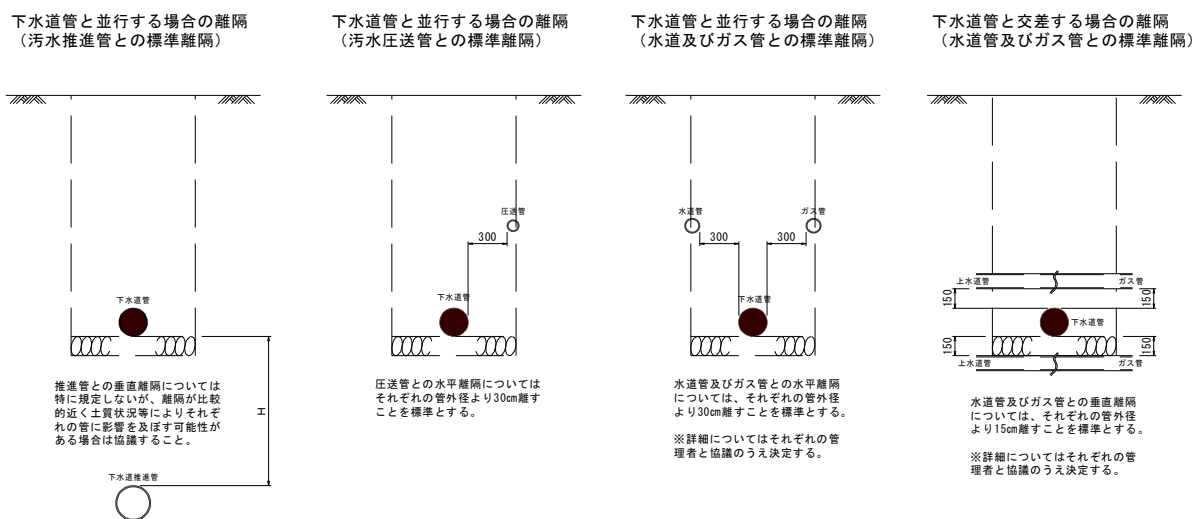 下水道管と並行する場合の離隔
（汚水推進管との標準離隔）
下水道管
推進管との垂直離隔については
特に規定しないが、離隔が比較
的近く土質状況等によりそれぞ
れの管に影響を及ぼす可能性が
ある場合は協議すること。
H
下水道推進管
下水道管と並行する場合の離隔
（汚水圧送管との標準離隔）
圧送管
300
下水道管
圧送管との水平離隔については
それぞれの管外径より30cm離す
ことを標準とする。
下水道管と並行する場合の離隔
（水道及びガス管との標準離隔）
水道管
ガス管
300
300
下水道管
水道管及びガス管との水平離隔
については、それぞれの管外径
より30cm離すことを標準とする。
※詳細についてはそれぞれの管
理者と協議のうえ決定する。
下水道管と交差する場合の離隔
（水道管及びガス管との標準離隔）
上水道管
ガス管
150
150
下水道管
150
150
上水道管
ガス管
水道管及びガス管との垂直離隔
については、それぞれの管外径
より15cm離すことを標準とする。
※詳細についてはそれぞれの管
理者と協議のうえ決定する。